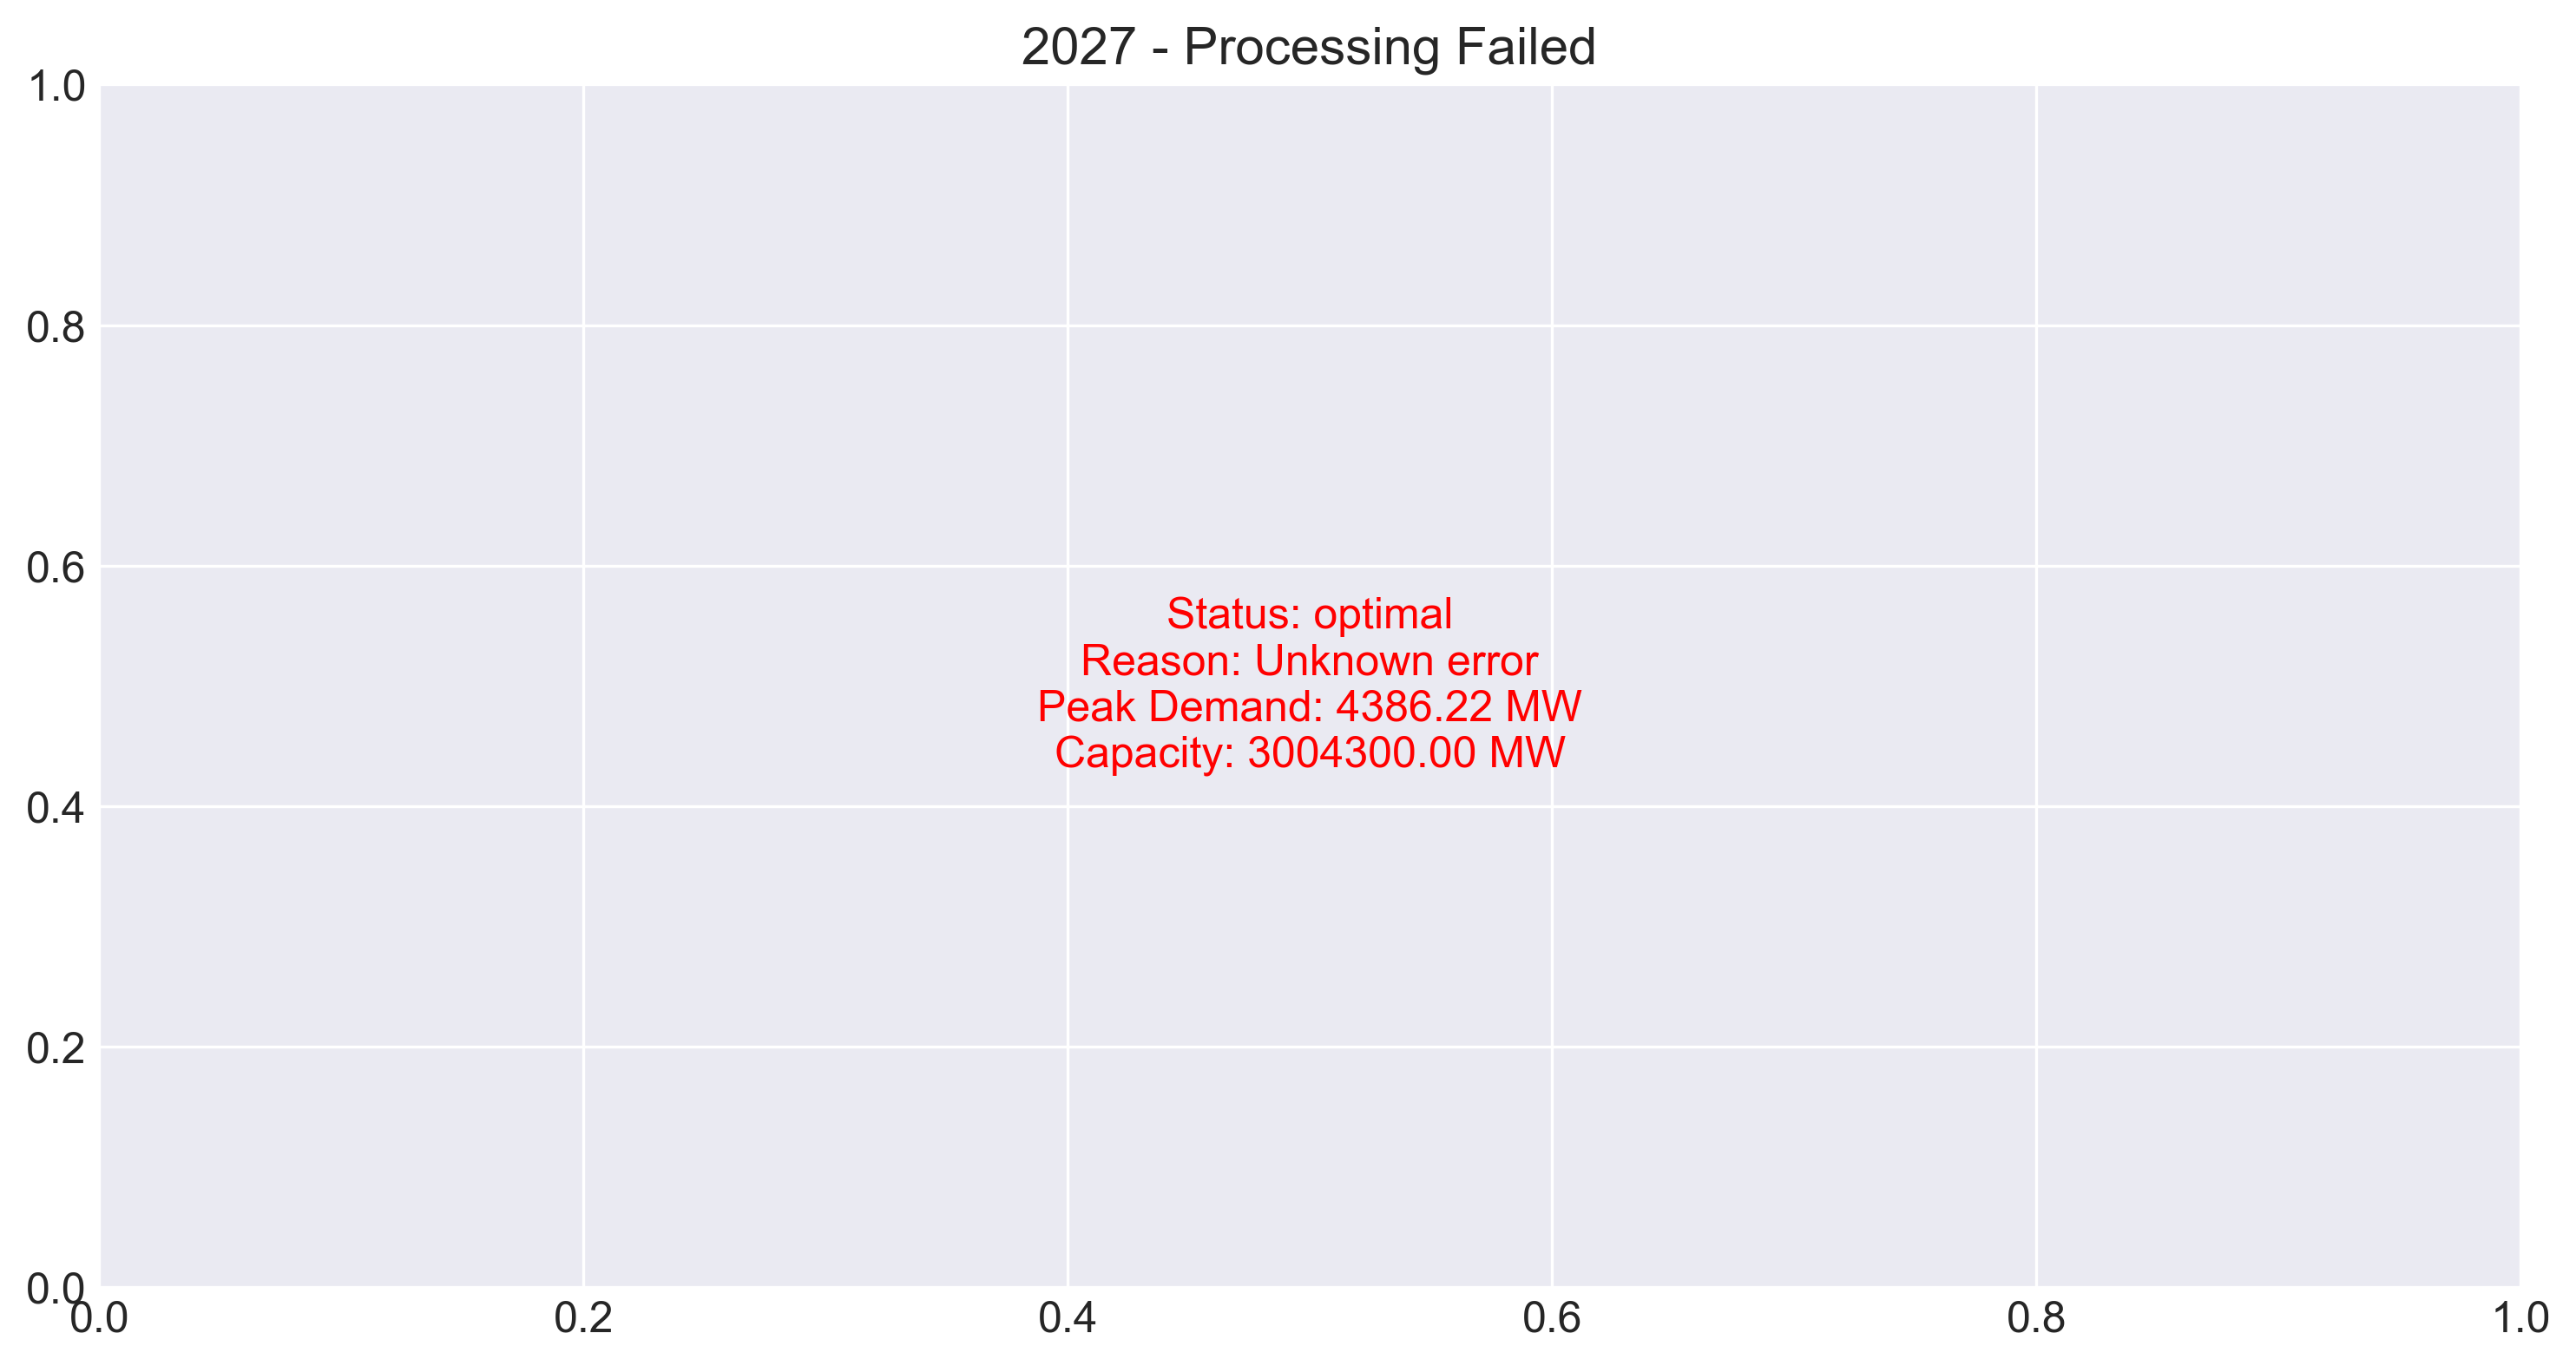 2027 - Processing Failed
1.0
0.8
0.6
Status: optimal
Reason: Unknown error
Peak Demand: 4386.22 MW
Capacity: 3004300.00 MW
0.4
0.2
0.0
0.0 0.2 0.4 0.6 0.8 1.0